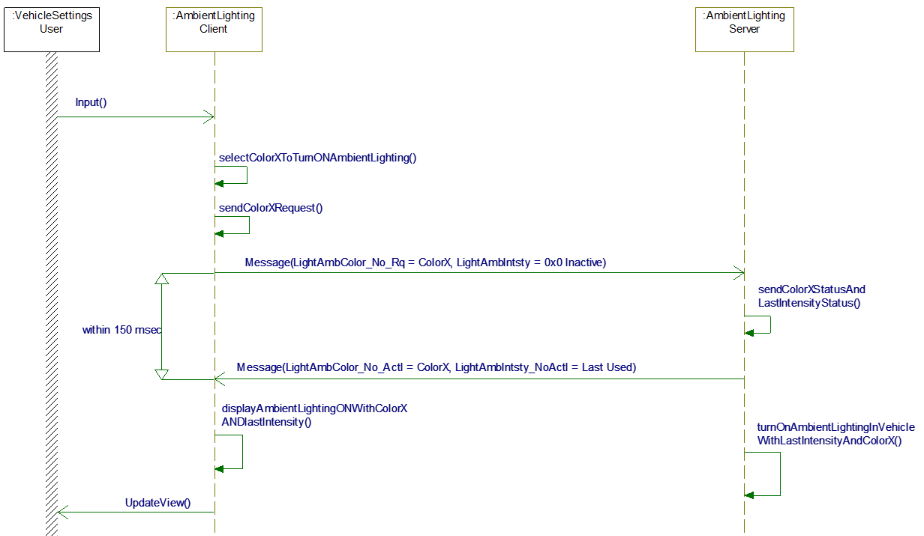 :VehicleSettings
User
:AmbientLighting
Client
:AmbientLighting
Server
Input()
selectColorXToTurnONAmbientLighting()
sendColorXRequest()
Message(LightAmbColor_No_Rq = ColorX, LightAmbIntsty = 0x0 Inactive)
sendColorXStatusAnd
LastIntensityStatus()
within 150 msec
Message(LightAmbColor_No_Actl = ColorX, LightAmbIntsty_NoActl = Last Used)
displayAmbientLightingONWithColorX
ANDlastIntensity()
turnOnAmbientLightingInVehicle
WithLastIntensityAndColorX()
UpdateView()